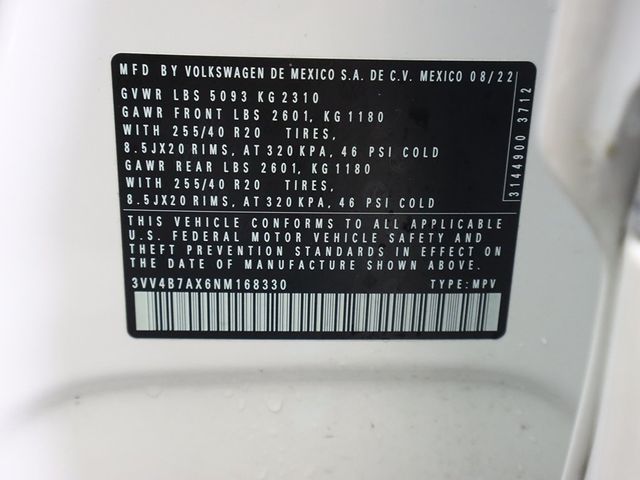 MFD BY VOLKSWAGEN DE MEXICO S.A. DE C.V. MEXICO 08/22
GVWR LBS 5093 KG 2310
GAWR FRONT LBS 2601, KG 1180
WITH 255/40 R20 TIRES,
8.5JX20 RIMS, AT 320 KPA, 46 PSI COLD
GAWR REAR LBS 2601, KG 1180
WITH 255/40 R20 TIRES,
8.5JX20 RIMS, AT 320 KPA, 46 PSI COLD
THIS VEHICLE CONFORMS TO ALL APPLICABLE
U.S. FEDERAL MOTOR VEHICLE SAFETY AND
THEFT PREVENTION STANDARDS IN EFFECT ON
THE DATE OF MANUFACTURE SHOWN ABOVE
3VV4B7AX6NM168330 TYPE: MPV
3144900 3712